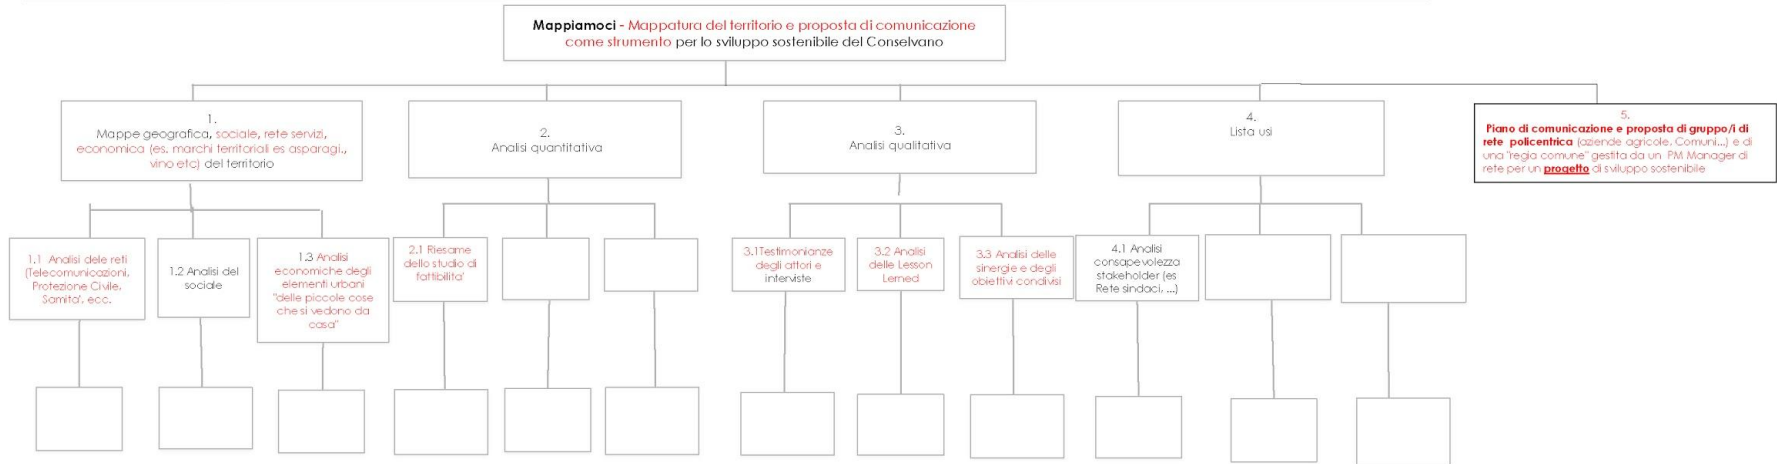 Mappiamoci - Mappatura del territorio e proposta di comunicazione
come strumento per lo sviluppo sostenibile del Conselvano
1.
Mappe geografica, sociale, rete servizi,
economica (es. marchi territoriali es asparagi.,
vino etc) del territorio
2.
Analisi quantitativa
3.
Analisi qualitativa
4.
Lista usi
5.
Piano di comunicazione e proposta di gruppo/i di
rete policentrica (aziende agricole, Comuni...) e di
una "regia comune" gestita da un PM Manager di
rete per un progetto di sviluppo sostenibile
1.1 Analisi dele reti
(Telecomunicazioni,
Protezione Civile,
Samita', ecc.
1.2 Analisi del
sociale
1.3 Analisi
economiche degli
elementi urbani
"delle piccole cose
che si vedono da
casa"
2.1 Riesame
dello studio di
fattibilita'
3.1Testimonianze
degli attori e
interviste
3.2 Analisi
delle Lesson
Lerned
3.3 Analisi delle
sinergie e degli
obiettivi condivisi
4.1 Analisi
consapevolezza
stakeholder (es
Rete sindaci, ...)